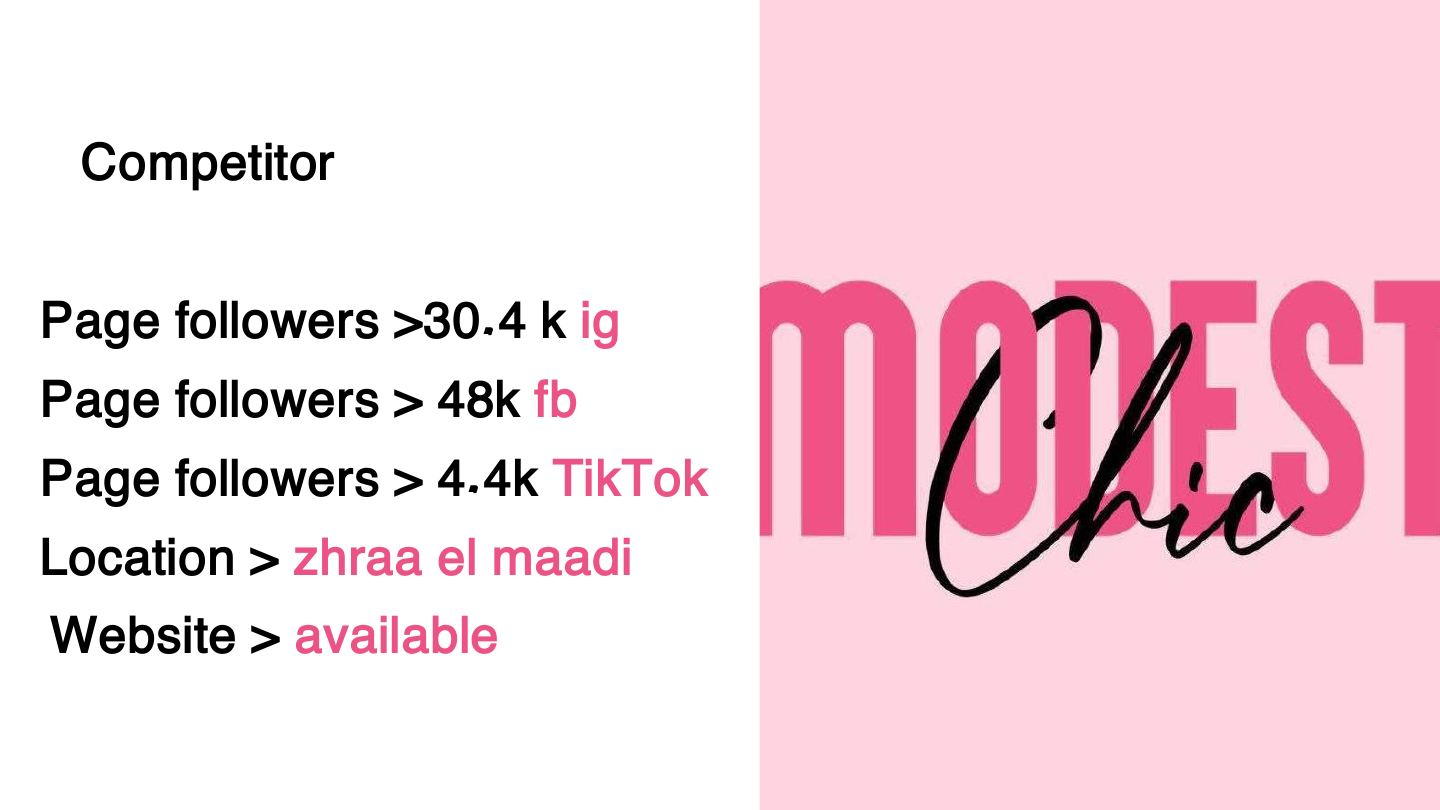 Competitor
Page followers >30.4 k ig
Page followers > 48k fb
Page followers > 4.4k TikTok
Location > zhraa el maadi
Website > available
MODEST
Chic